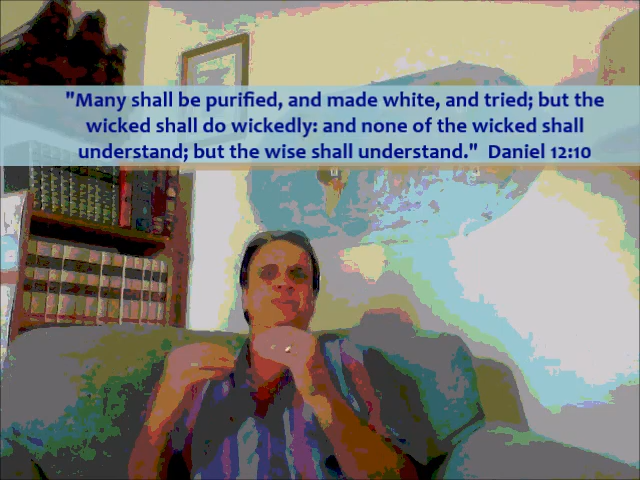 "Many shall be purified, and made white, and tried; but the
wicked shall do wickedly: and none of the wicked shall
understand; but the wise shall understand."  Daniel 12:10